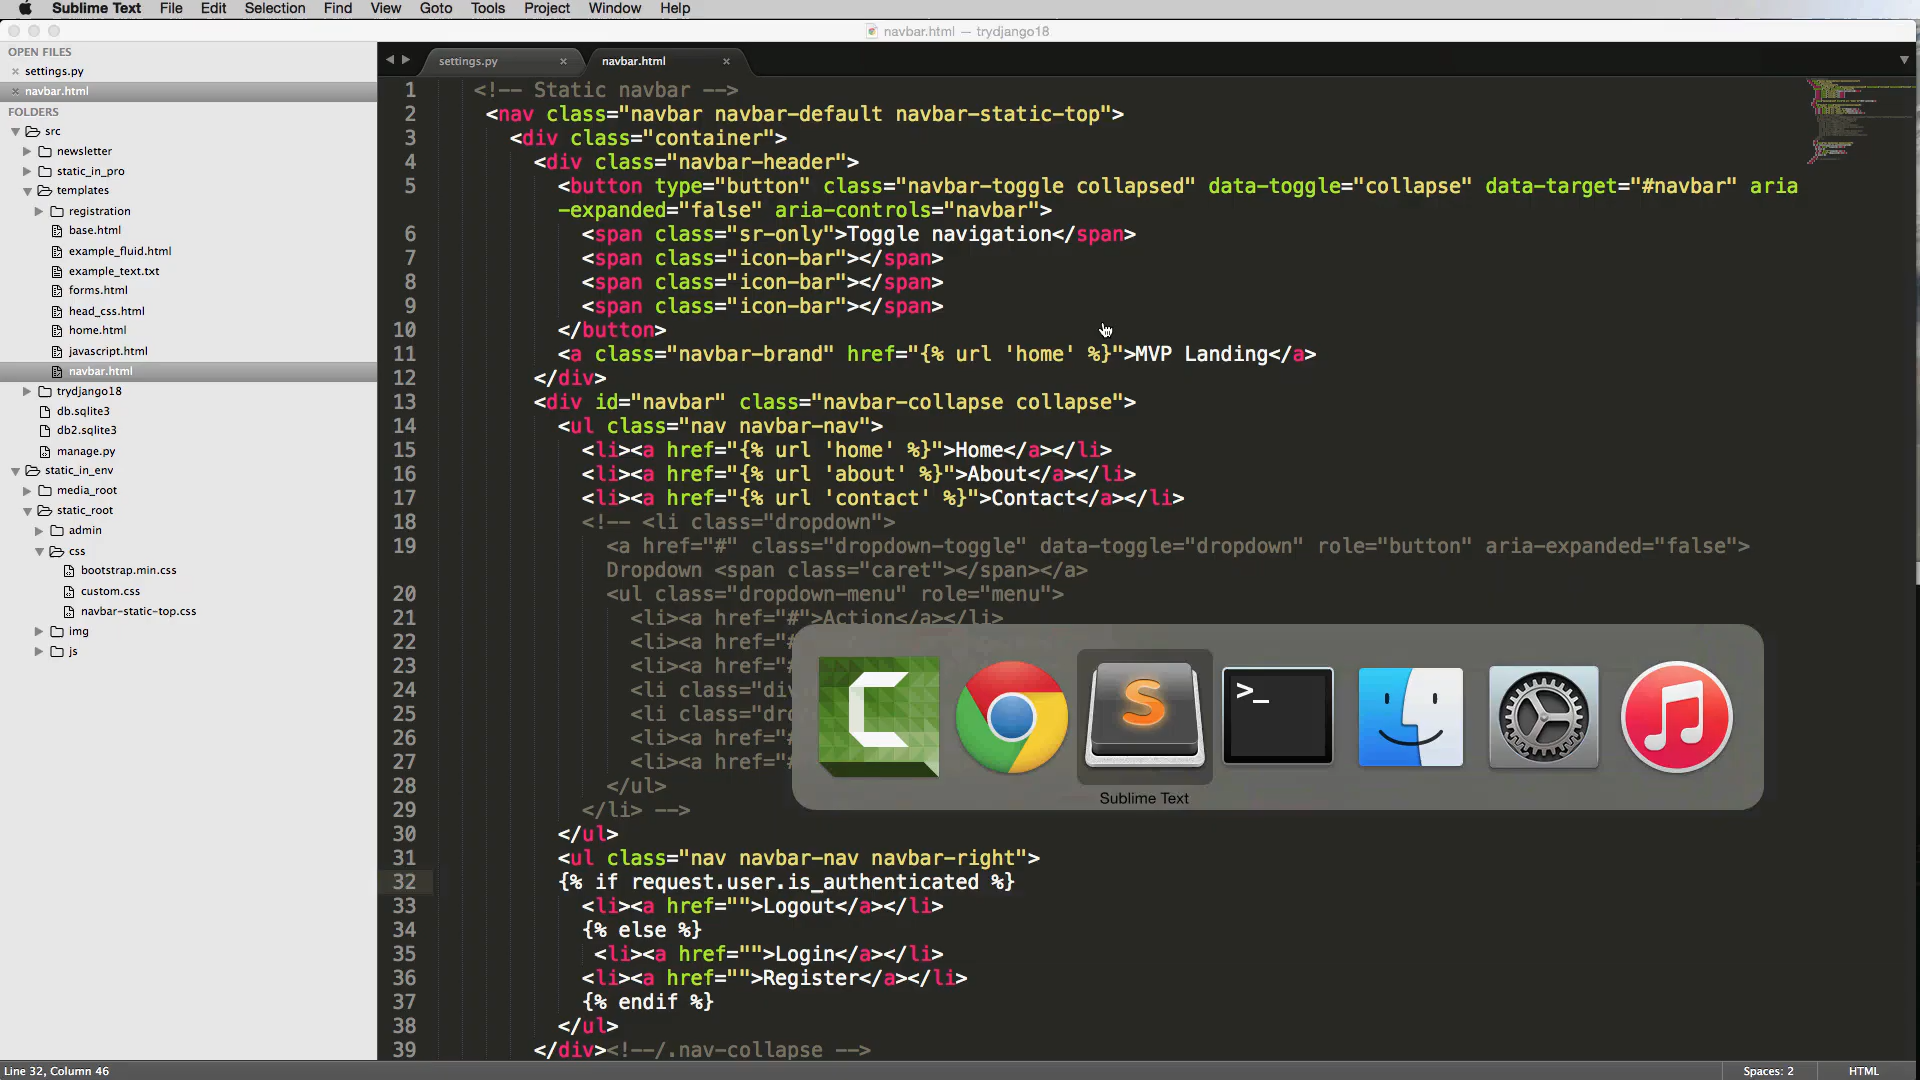 Sublime Text File Edit Selection Find View Goto Tools Project Window Help
navbar.html — trydjango18
OPEN FILES
settings.py
navbar.html
FOLDERS
src
newsletter
static_in_pro
templates
registration
base.html
example_fluid.html
example_text.txt
forms.html
head_css.html
home.html
javascript.html
navbar.html
trydjango18
db.sqlite3
db2.sqlite3
manage.py
static_in_env
media_root
static_root
admin
css
bootstrap.min.css
custom.css
navbar-static-top.css
img
js
settings.py
navbar.html
1 <!-- Static navbar -->
2 <nav class="navbar navbar-default navbar-static-top">
3 <div class="container">
4 <div class="navbar-header">
5 <button type="button" class="navbar-toggle collapsed" data-toggle="collapse" data-target="#navbar" aria
-expanded="false" aria-controls="navbar">
6 <span class="sr-only">Toggle navigation</span>
7 <span class="icon-bar"></span>
8 <span class="icon-bar"></span>
9 <span class="icon-bar"></span>
10 </button>
11 <a class="navbar-brand" href="{% url 'home' %}">MVP Landing</a>
12 </div>
13 <div id="navbar" class="navbar-collapse collapse">
14 <ul class="nav navbar-nav">
15 <li><a href="{% url 'home' %}">Home</a></li>
16 <li><a href="{% url 'about' %}">About</a></li>
17 <li><a href="{% url 'contact' %}">Contact</a></li>
18 <!-- <li class="dropdown">
19 <a href="#" class="dropdown-toggle" data-toggle="dropdown" role="button" aria-expanded="false">
Dropdown <span class="caret"></span></a>
20 <ul class="dropdown-menu" role="menu">
21 <li><a href="#">Action</a></li>
22 <li><a href="#
23 <li><a href="#
24 <li class="div
25 <li class="dro
26 <li><a href="#
27 <li><a href="#
28 </ul>
29 </li> -->
30 </ul>
31 <ul class="nav navbar-nav navbar-right">
32 {% if request.user.is_authenticated %}
33 <li><a href="">Logout</a></li>
34 {% else %}
35 <li><a href="">Login</a></li>
36 <li><a href="">Register</a></li>
37 {% endif %}
38 </ul>
39 </div><!--/.nav-collapse -->
>_
S
Sublime Text
Line 32, Column 46
Spaces: 2
HTML